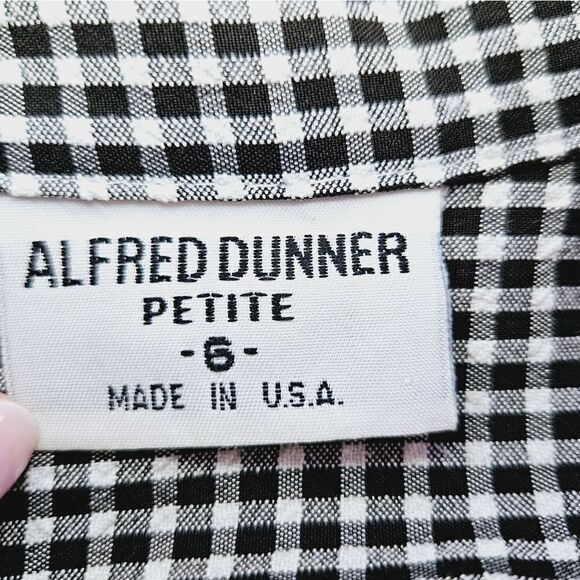 ALFRED DUNNER
PETITE
-6-
MADE IN U.S.A.